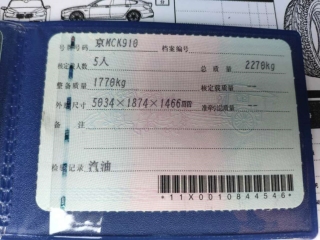 号牌号码 京MCK910 档案编号
核定载人数 5人 总质量 2270kg
整备质量 1770kg 核定载质量 --
外廓尺寸 5034×1874×1466mm 准牵引总质量 --
备注
检验记录 汽油
*11X0010844546*